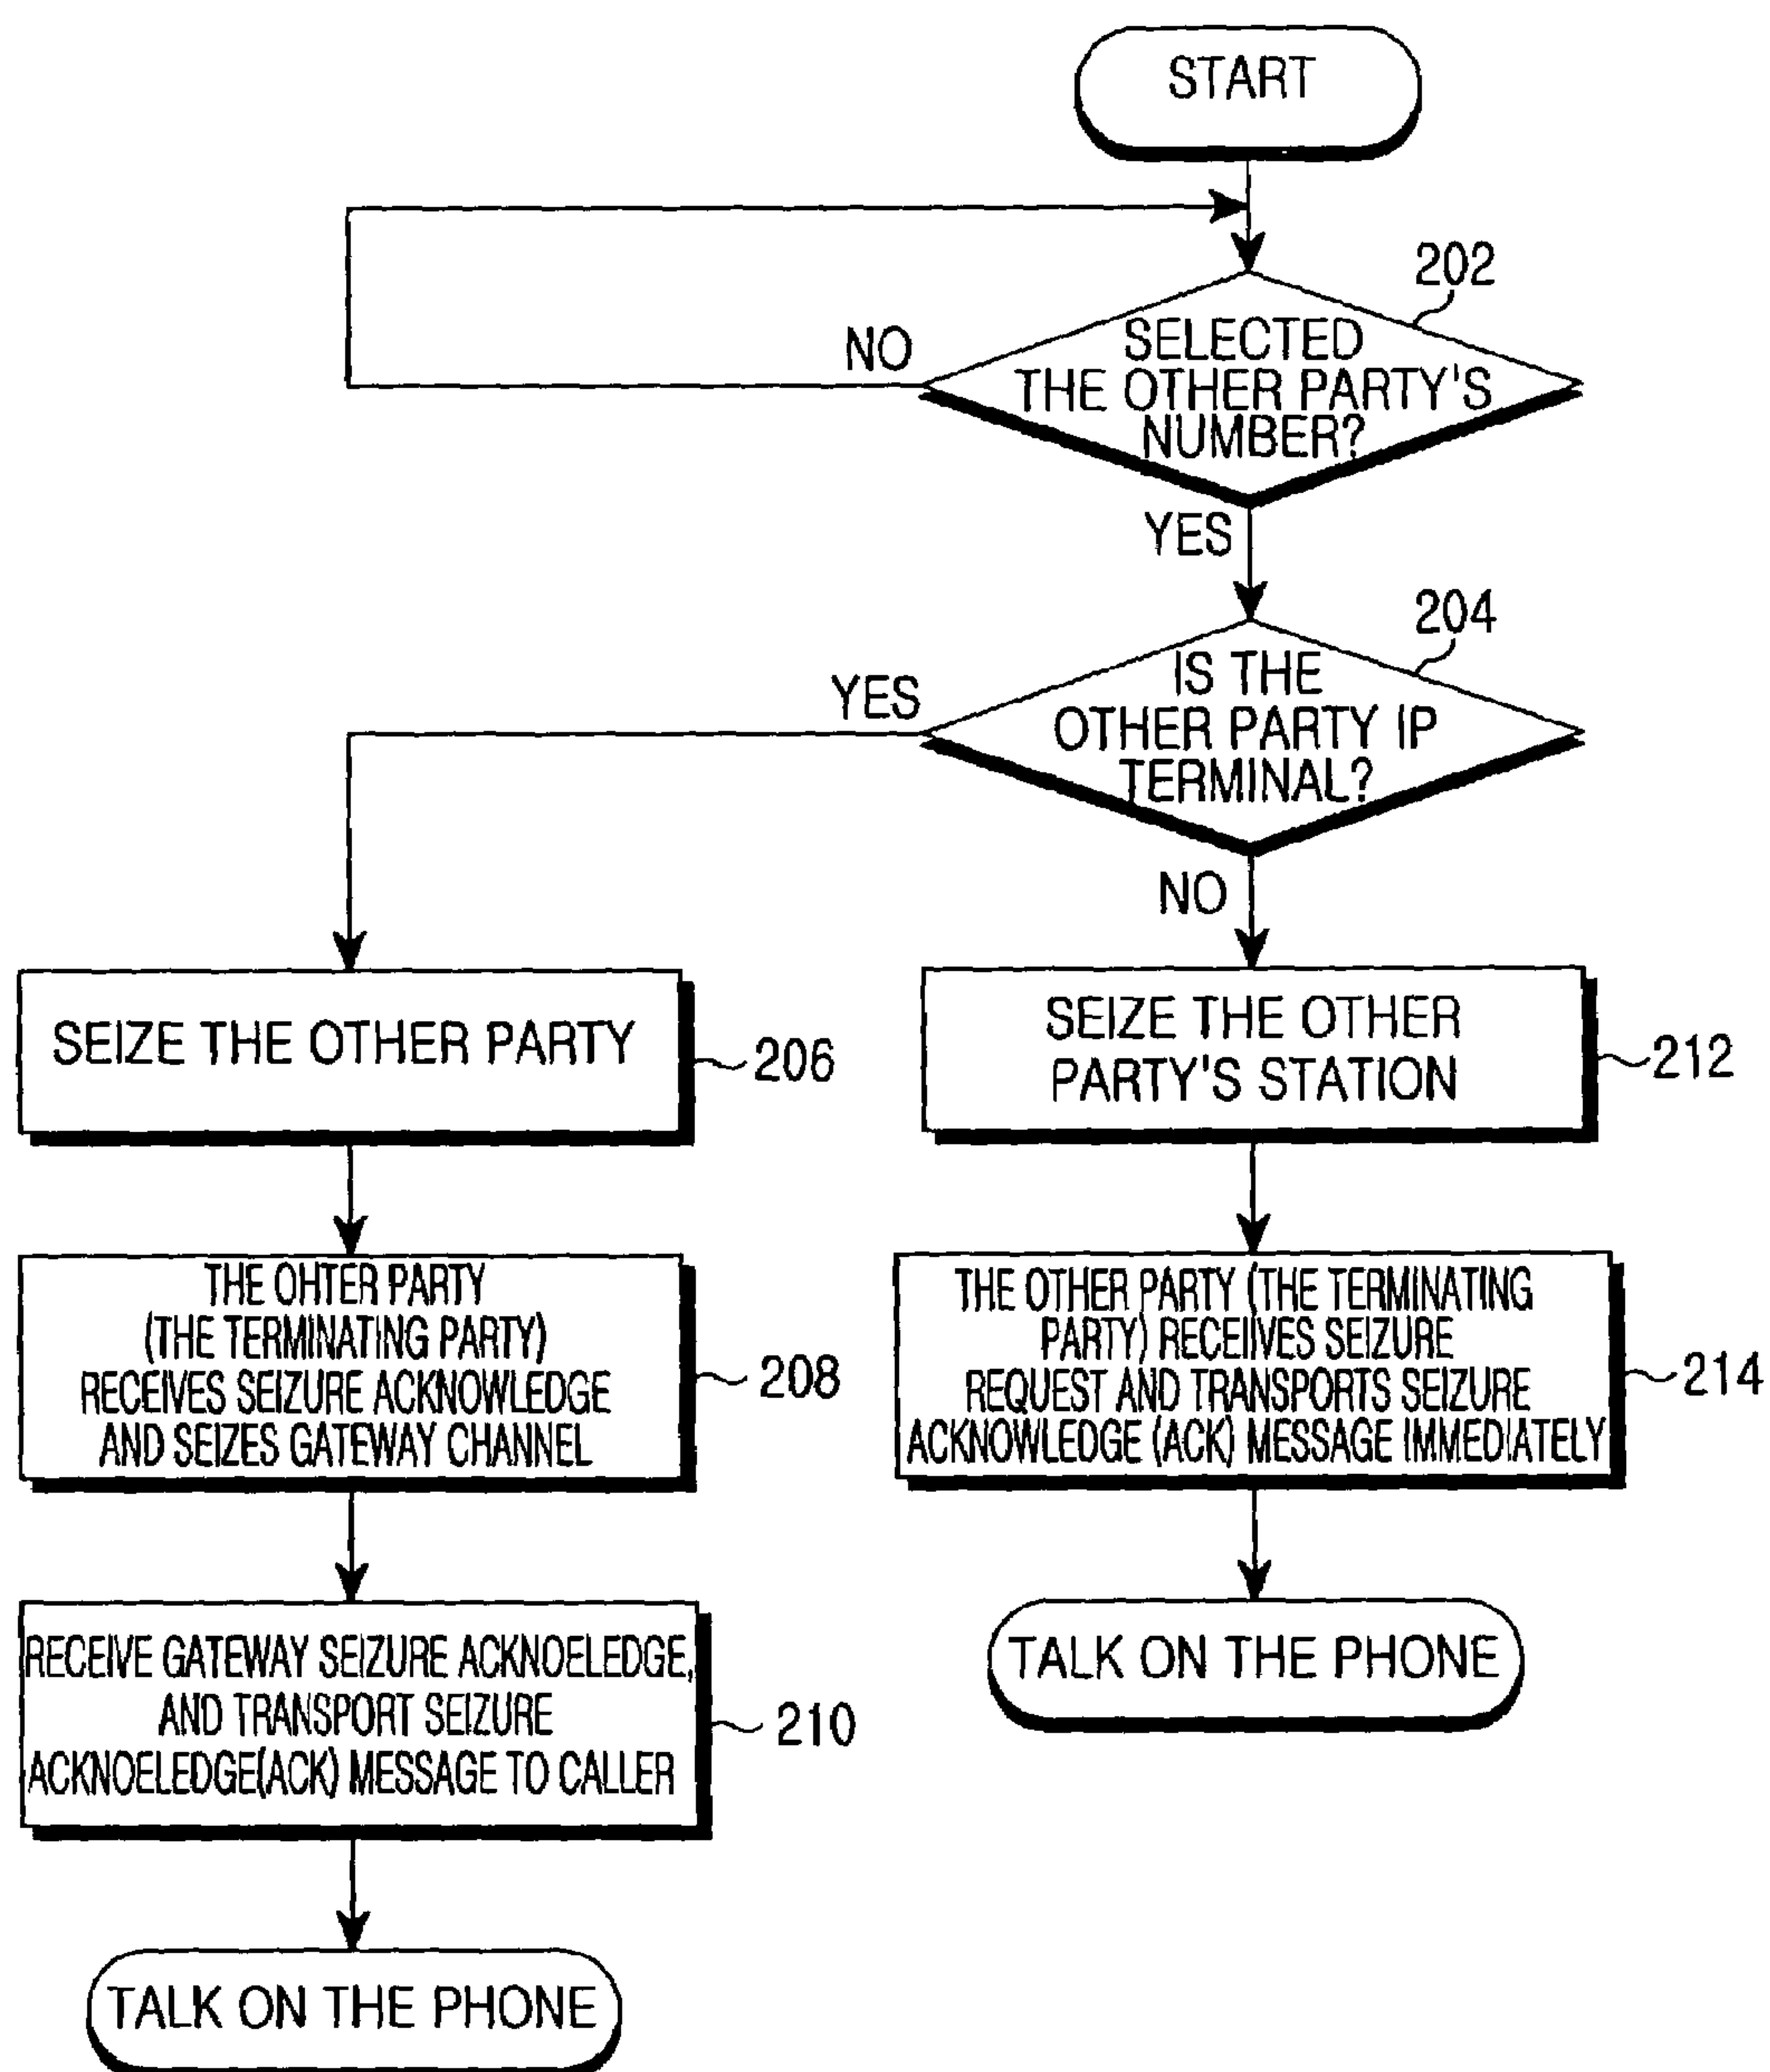 START
202
NO
SELECTED
THE OTHER PARTY'S
NUMBER?
YES
204
YES
IS THE
OTHER PARTY IP
TERMINAL?
NO
SEIZE THE OTHER PARTY
206
SEIZE THE OTHER
PARTY'S STATION
212
THE OHTER PARTY
(THE TERMINATING PARTY)
RECEIVES SEIZURE ACKNOWLEDGE
AND SEIZES GATEWAY CHANNEL
208
THE OTHER PARTY (THE TERMINATING
PARTY) RECEIIVES SEIZURE
REQUEST AND TRANSPORTS SEIZURE
ACKNOWLEDGE (ACK) MESSAGE IMMEDIATELY
214
RECEIVE GATEWAY SEIZURE ACKNOELEDGE,
AND TRANSPORT SEIZURE
ACKNOELEDGE(ACK) MESSAGE TO CALLER
210
TALK ON THE PHONE
TALK ON THE PHONE